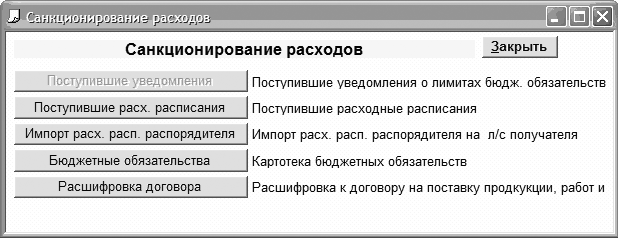 Санкционирование расходов
Санкционирование расходов Закрыть
Поступившие уведомления Поступившие уведомления о лимитах бюдж. обязательств
Поступившие расх. расписания Поступившие расходные расписания
Импорт расх. расп. распорядителя Импорт расх. расп. распорядителя на л/с получателя
Бюджетные обязательства Картотека бюджетных обязательств
Расшифровка договора Расшифровка к договору на поставку продкукции, работ и